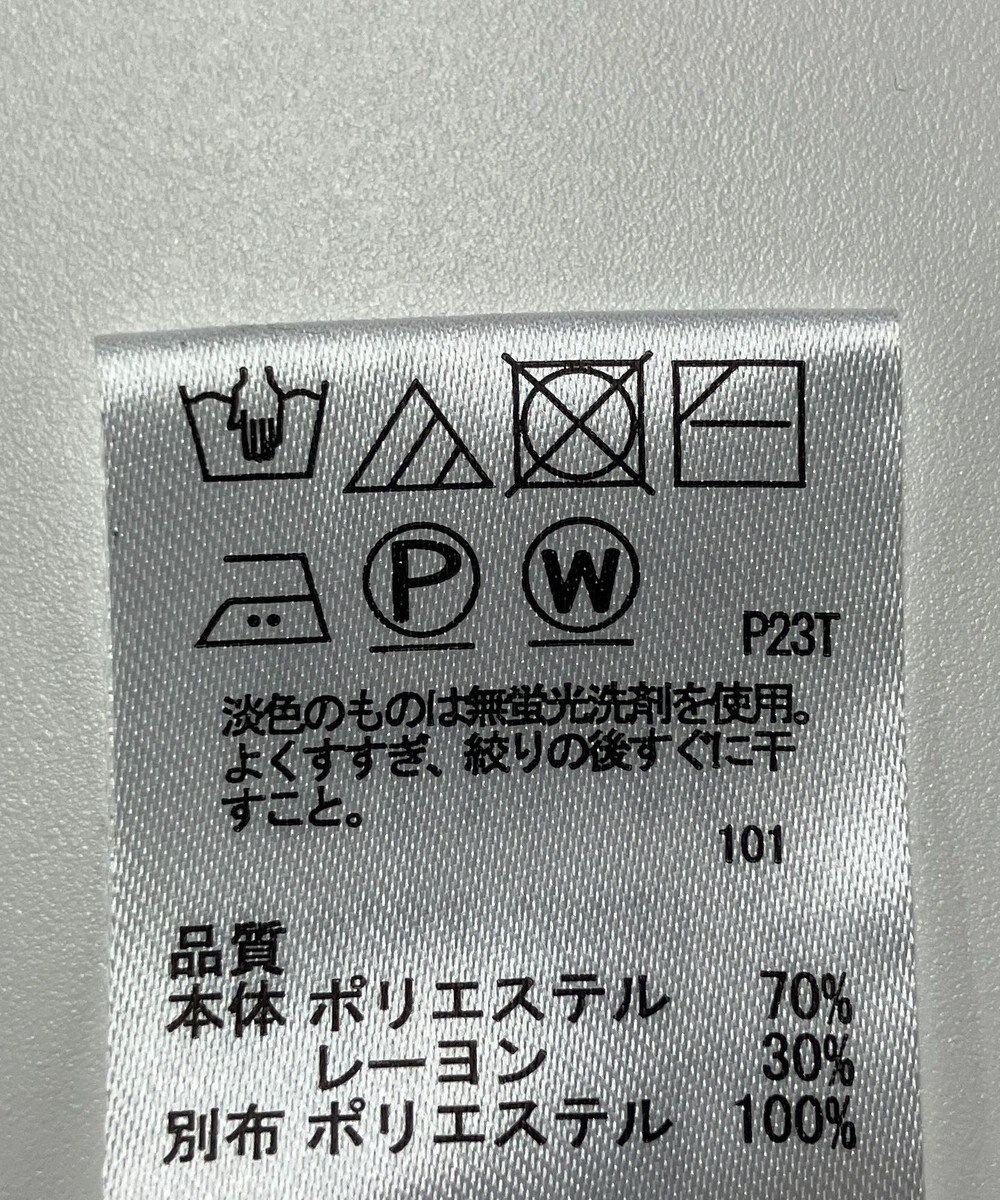 P W
P23T
淡色のものは無蛍光洗剤を使用。
よくすすぎ、絞りの後すぐに干
すこと。
101
品質
本体 ポリエステル 70%
レーヨン 30%
別布 ポリエステル 100%